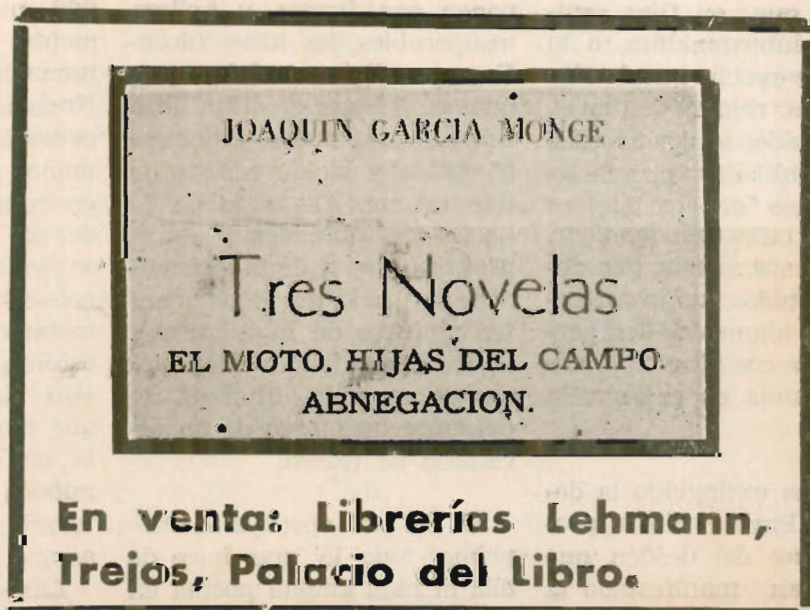 JOAQUIN GARCIA MONGE
Tres Novelas
EL MOTO. HIJAS DEL CAMPO.
ABNEGACION.
En venta: Librerías Lehmann,
Trejos, Palacio del Libro.